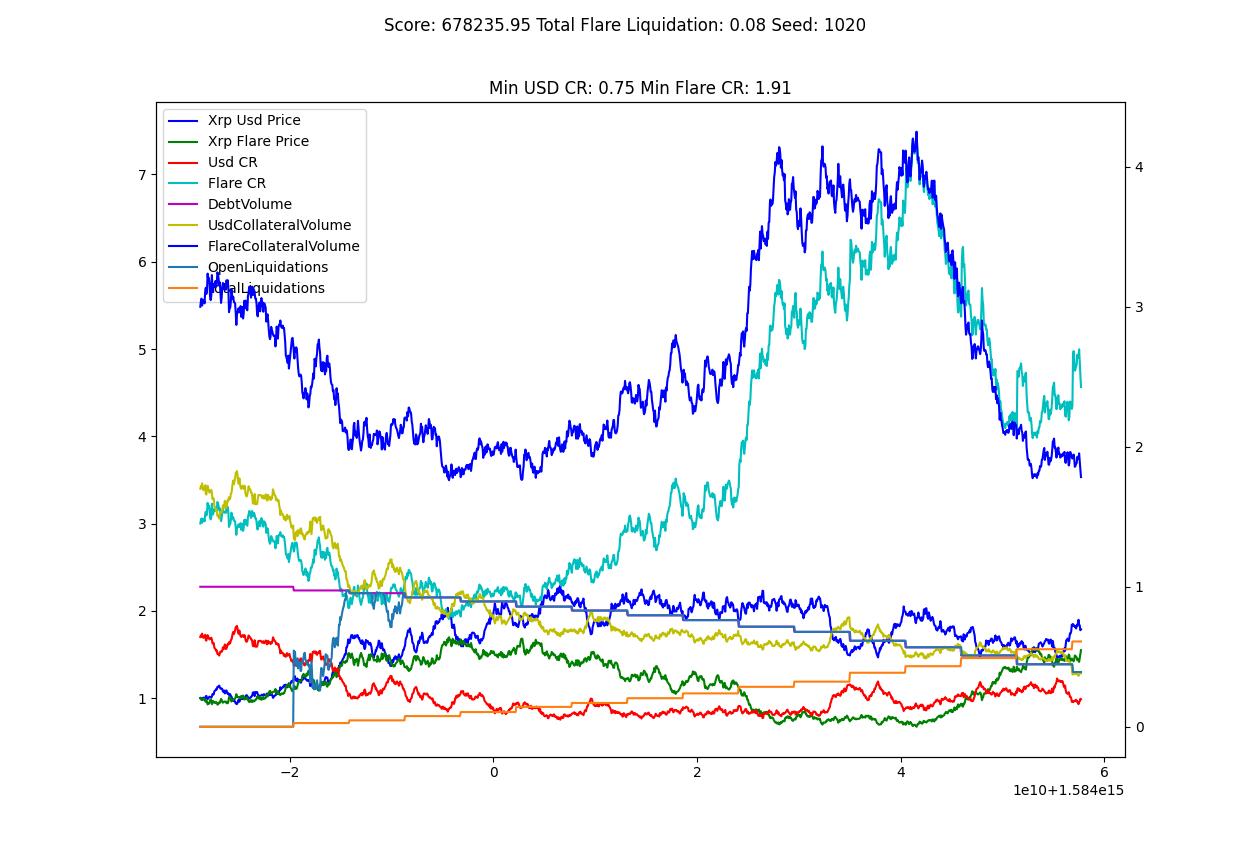 Score: 678235.95 Total Flare Liquidation: 0.08 Seed: 1020
Min USD CR: 0.75 Min Flare CR: 1.91
Xrp Usd Price
Xrp Flare Price
Usd CR
Flare CR
DebtVolume
UsdCollateralVolume
FlareCollateralVolume
OpenLiquidations
TotalLiquidations
7
6
5
4
3
2
1
4
3
2
1
0
−2
0
2
4
6
1e10+1.584e15